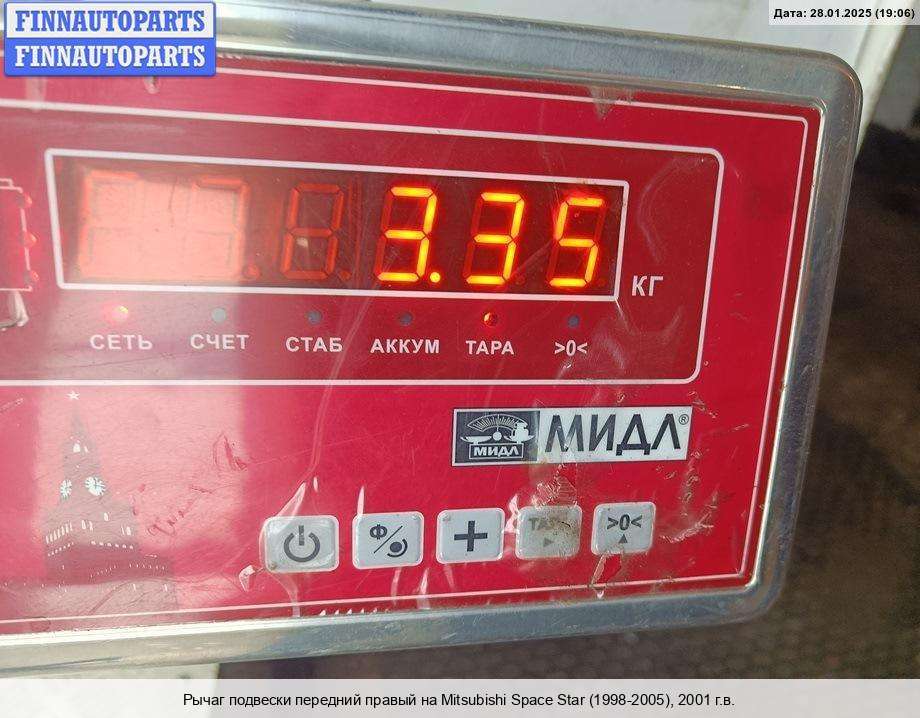 FINNAUTOPARTS
FINNAUTOPARTS
Дата: 28.01.2025 (19:06)
3.35
КГ
СЕТЬ СЧЕТ СТАБ АККУМ ТАРА >0<
МИДЛ МИДЛ®
Ф
+
>0<
Рычаг подвески передний правый на Mitsubishi Space Star (1998-2005), 2001 г.в.